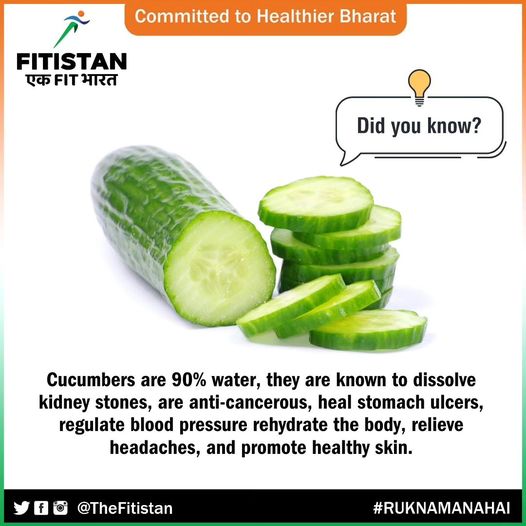 Committed to Healthier Bharat
FITISTAN
एक FIT भारत
Did you know?
Cucumbers are 90% water, they are known to dissolve
kidney stones, are anti-cancerous, heal stomach ulcers,
regulate blood pressure rehydrate the body, relieve
headaches, and promote healthy skin.
@TheFitistan
#RUKNAMANAHAI